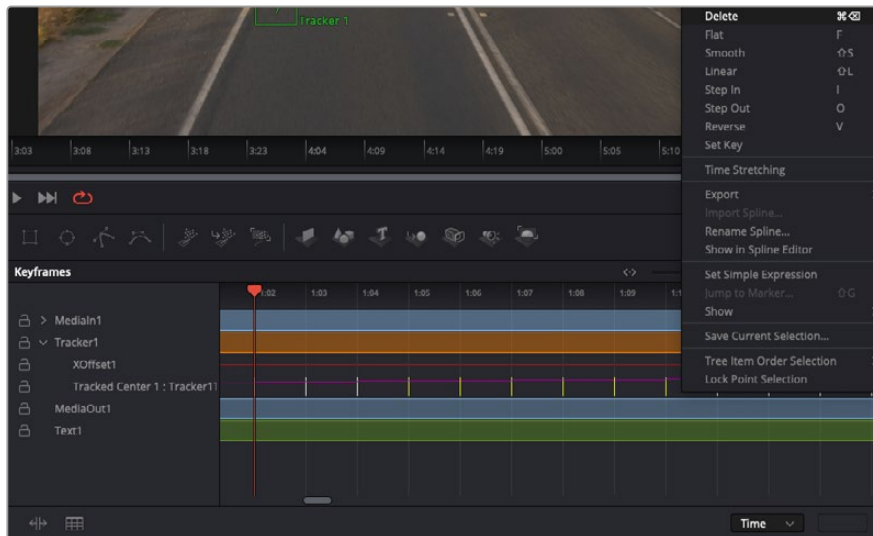 Tracker 1
3:03 3:08 3:13 3:18 3:23 4:04 4:09 4:14 4:19 5:00 5:05 5:10
Delete ⌘⌫
Flat F
Smooth ⇧S
Linear ⇧L
Step In I
Step Out O
Reverse V
Set Key
Time Stretching
Export
Import Spline...
Rename Spline...
Show in Spline Editor
Set Simple Expression
Jump to Marker... ⇧G
Show
Save Current Selection...
Tree Item Order Selection
Lock Point Selection
Keyframes
1:02 1:03 1:04 1:05 1:06 1:07 1:08 1:09
MediaIn1
Tracker1
XOffset1
Tracked Center 1 : Tracker1
MediaOut1
Text1
Time